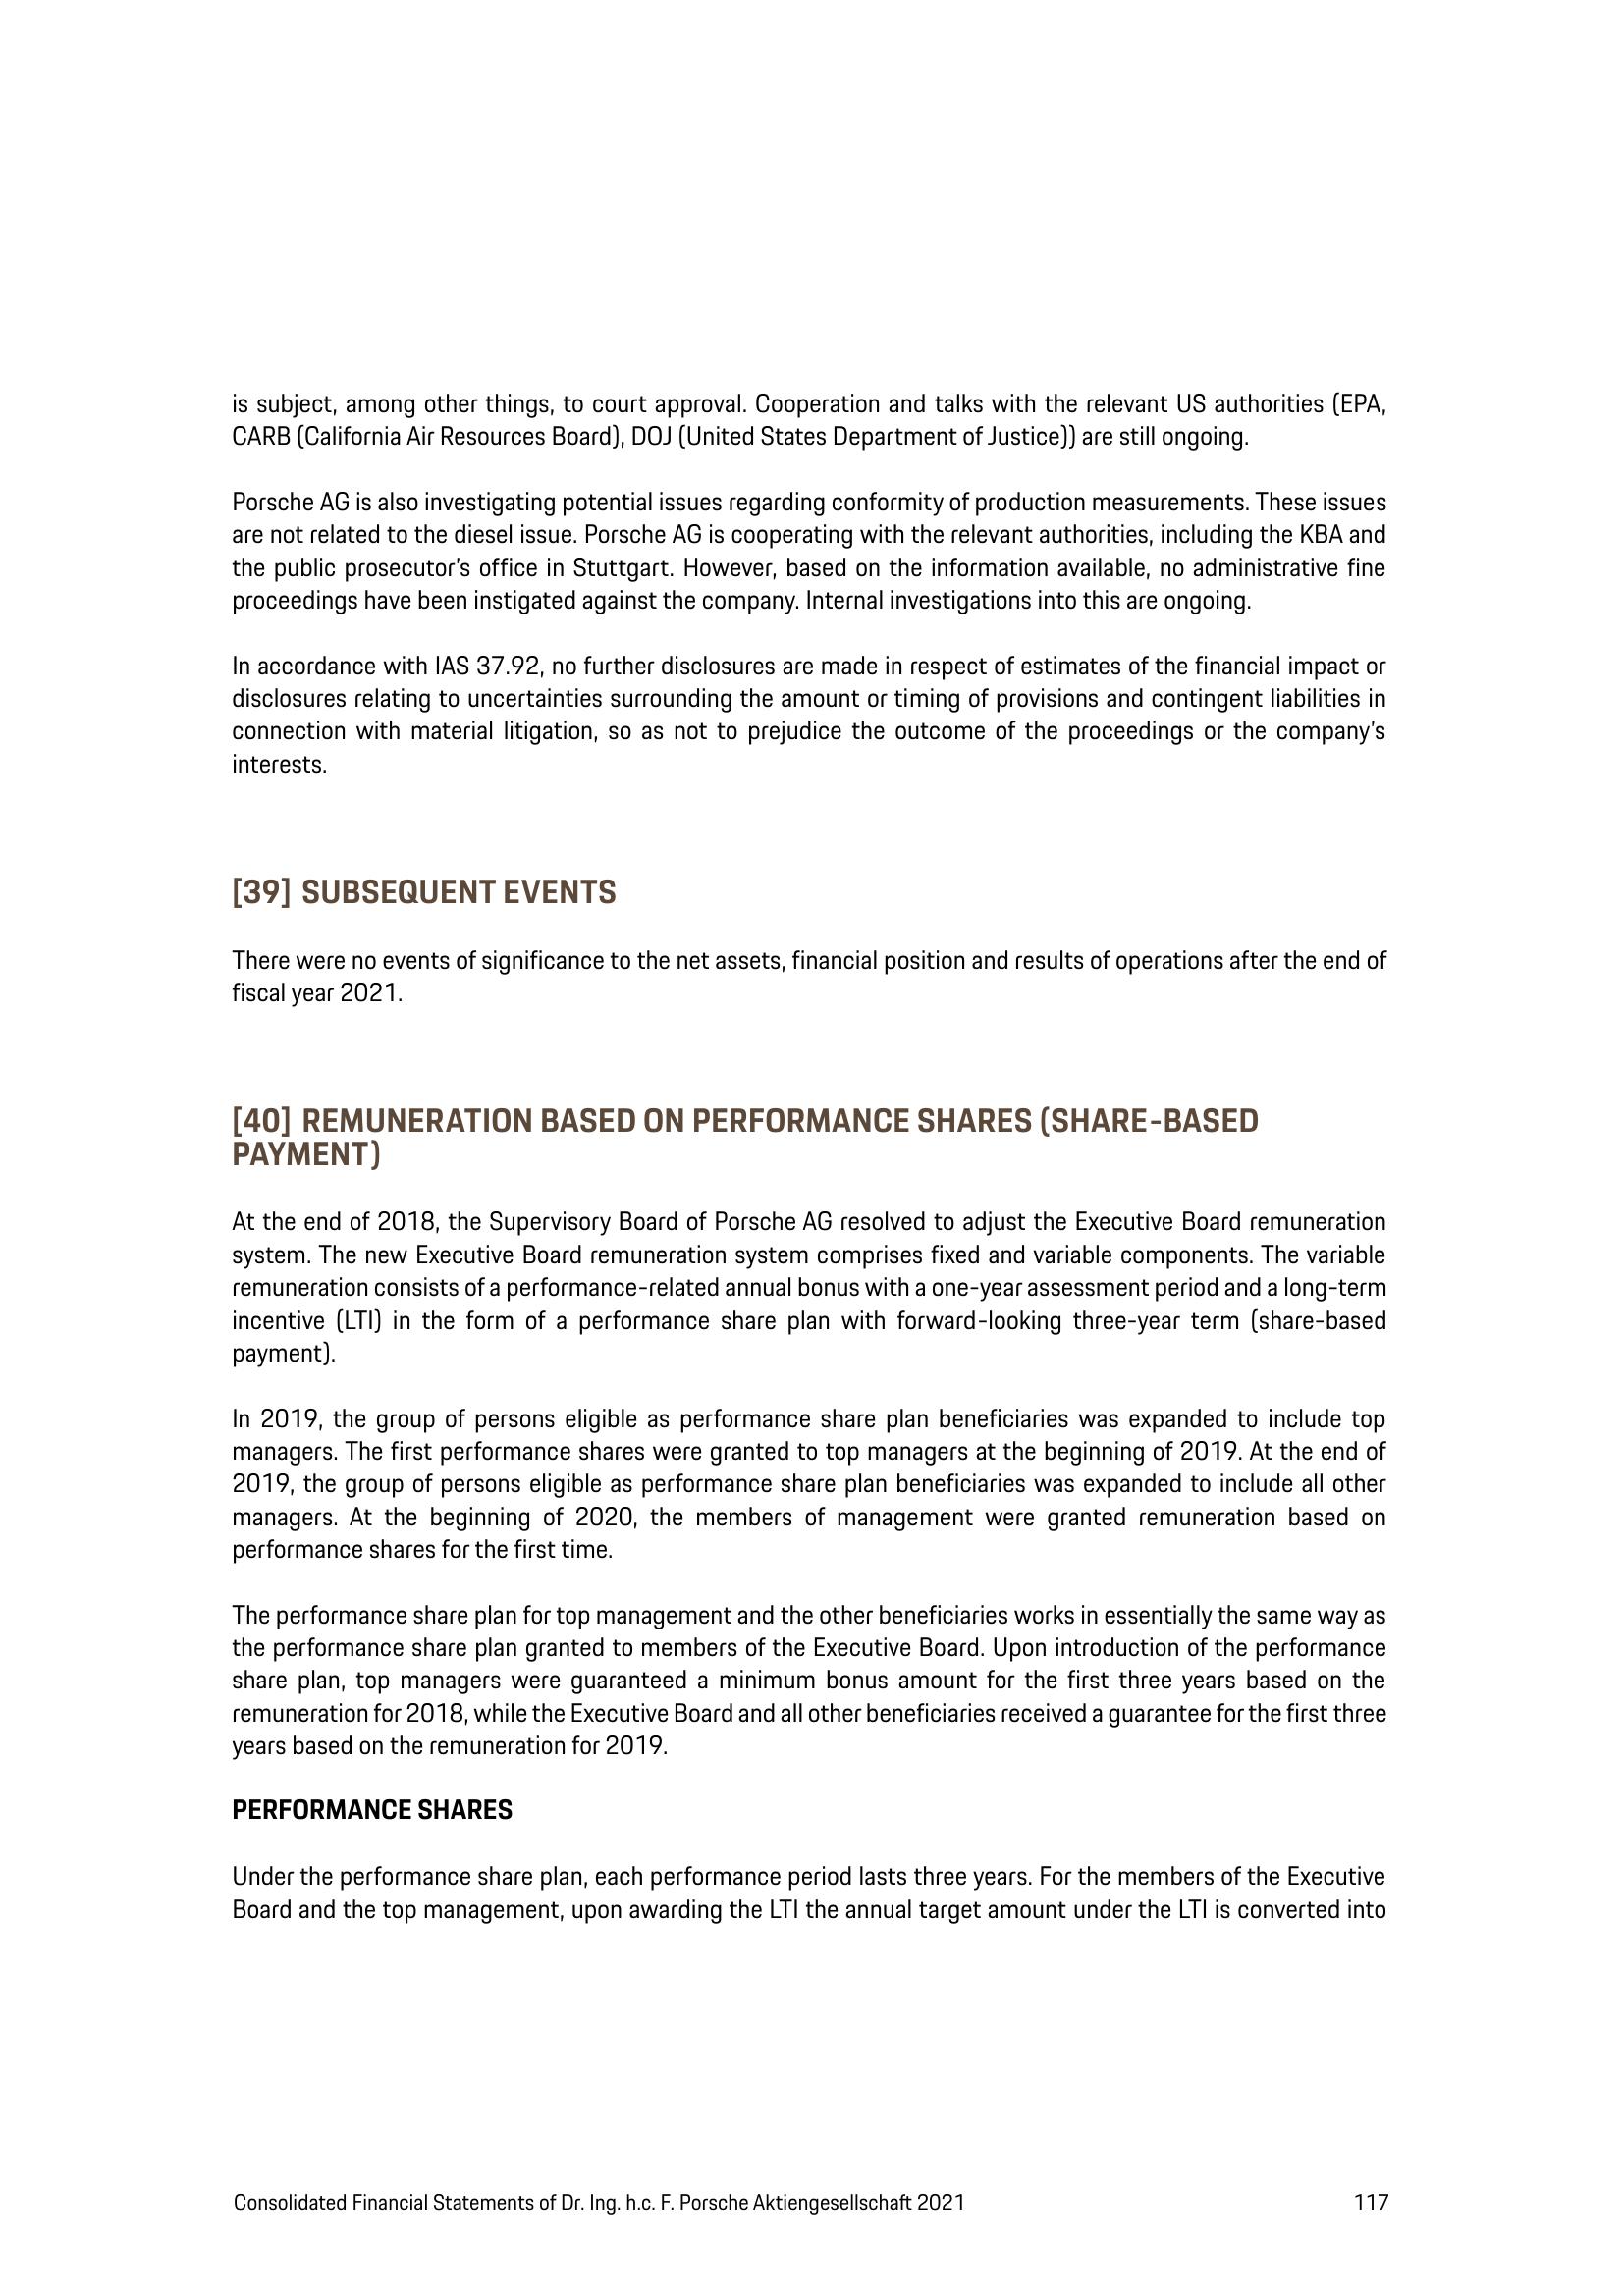 is subject, among other things, to court approval. Cooperation and talks with the relevant US authorities (EPA,
CARB (California Air Resources Board), DOJ (United States Department of Justice)) are still ongoing.
Porsche AG is also investigating potential issues regarding conformity of production measurements. These issues
are not related to the diesel issue. Porsche AG is cooperating with the relevant authorities, including the KBA and
the public prosecutor’s office in Stuttgart. However, based on the information available, no administrative fine
proceedings have been instigated against the company. Internal investigations into this are ongoing.
In accordance with IAS 37.92, no further disclosures are made in respect of estimates of the financial impact or
disclosures relating to uncertainties surrounding the amount or timing of provisions and contingent liabilities in
connection with material litigation, so as not to prejudice the outcome of the proceedings or the company’s
interests.
[39] SUBSEQUENT EVENTS
There were no events of significance to the net assets, financial position and results of operations after the end of
fiscal year 2021.
[40] REMUNERATION BASED ON PERFORMANCE SHARES (SHARE-BASED
PAYMENT)
At the end of 2018, the Supervisory Board of Porsche AG resolved to adjust the Executive Board remuneration
system. The new Executive Board remuneration system comprises fixed and variable components. The variable
remuneration consists of a performance-related annual bonus with a one-year assessment period and a long-term
incentive (LTI) in the form of a performance share plan with forward-looking three-year term (share-based
payment).
In 2019, the group of persons eligible as performance share plan beneficiaries was expanded to include top
managers. The first performance shares were granted to top managers at the beginning of 2019. At the end of
2019, the group of persons eligible as performance share plan beneficiaries was expanded to include all other
managers. At the beginning of 2020, the members of management were granted remuneration based on
performance shares for the first time.
The performance share plan for top management and the other beneficiaries works in essentially the same way as
the performance share plan granted to members of the Executive Board. Upon introduction of the performance
share plan, top managers were guaranteed a minimum bonus amount for the first three years based on the
remuneration for 2018, while the Executive Board and all other beneficiaries received a guarantee for the first three
years based on the remuneration for 2019.
PERFORMANCE SHARES
Under the performance share plan, each performance period lasts three years. For the members of the Executive
Board and the top management, upon awarding the LTI the annual target amount under the LTI is converted into
Consolidated Financial Statements of Dr. Ing. h.c. F. Porsche Aktiengesellschaft 2021 117